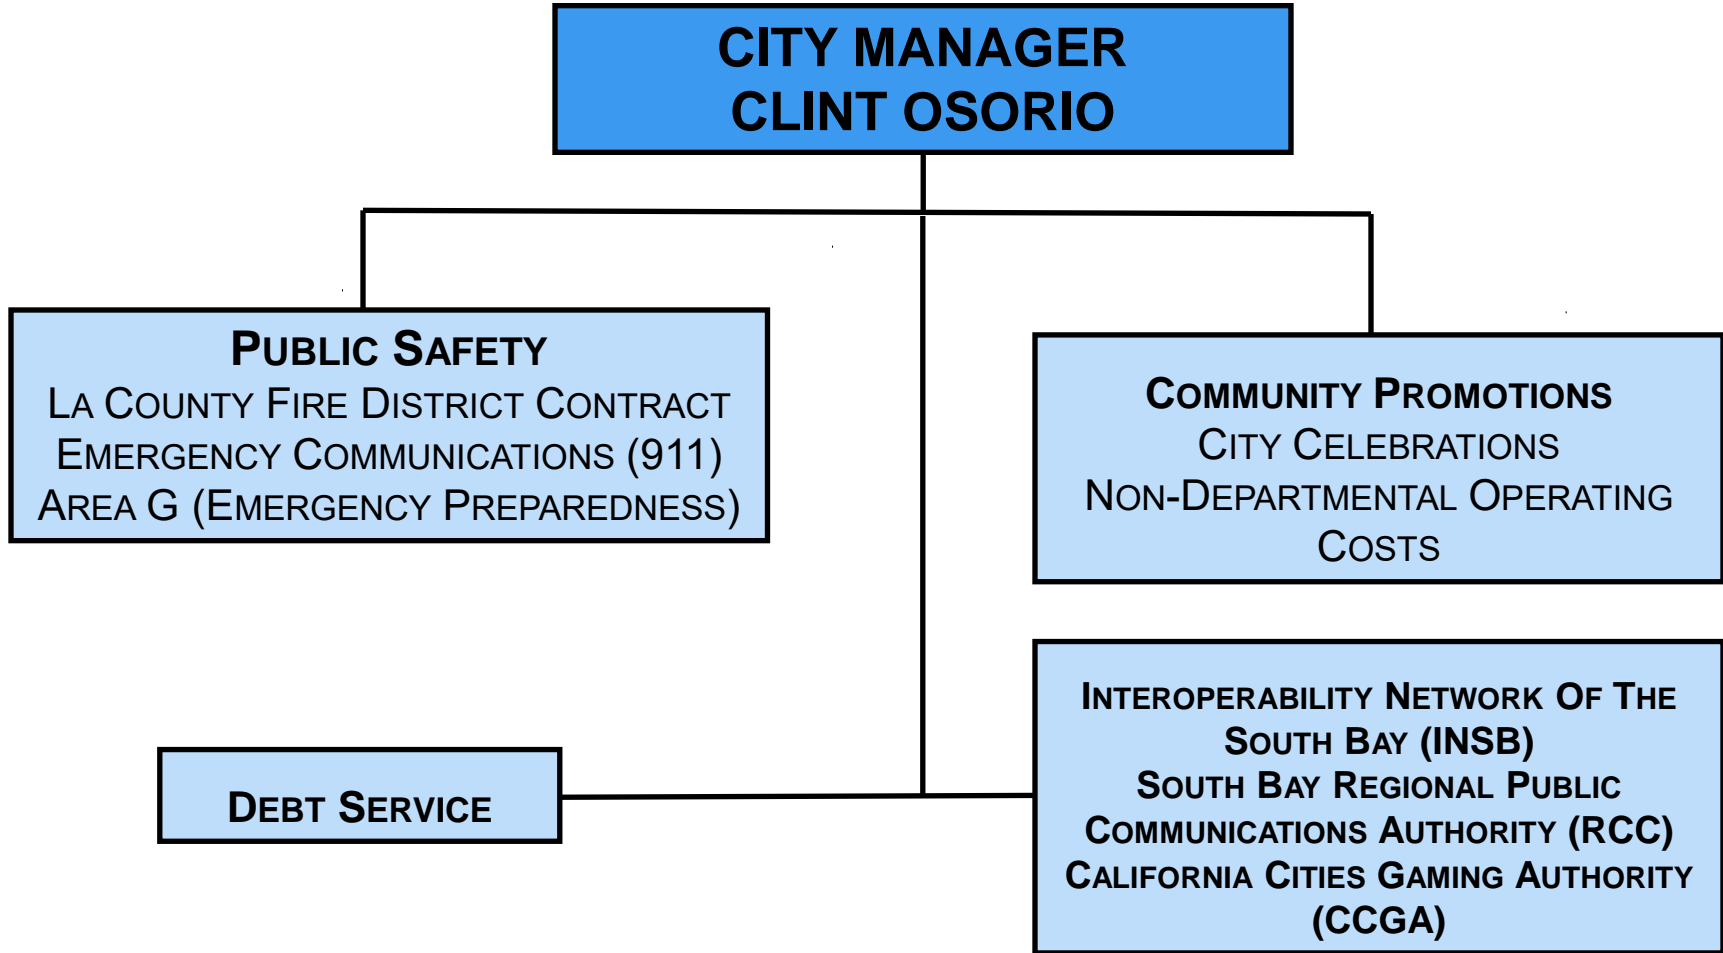 CITY MANAGER
CLINT OSORIO
PUBLIC SAFETY
LA COUNTY FIRE DISTRICT CONTRACT
EMERGENCY COMMUNICATIONS (911)
AREA G (EMERGENCY PREPAREDNESS)
COMMUNITY PROMOTIONS
CITY CELEBRATIONS
NON-DEPARTMENTAL OPERATING
COSTS
DEBT SERVICE
INTEROPERABILITY NETWORK OF THE
SOUTH BAY (INSB)
SOUTH BAY REGIONAL PUBLIC
COMMUNICATIONS AUTHORITY (RCC)
CALIFORNIA CITIES GAMING AUTHORITY
(CCGA)